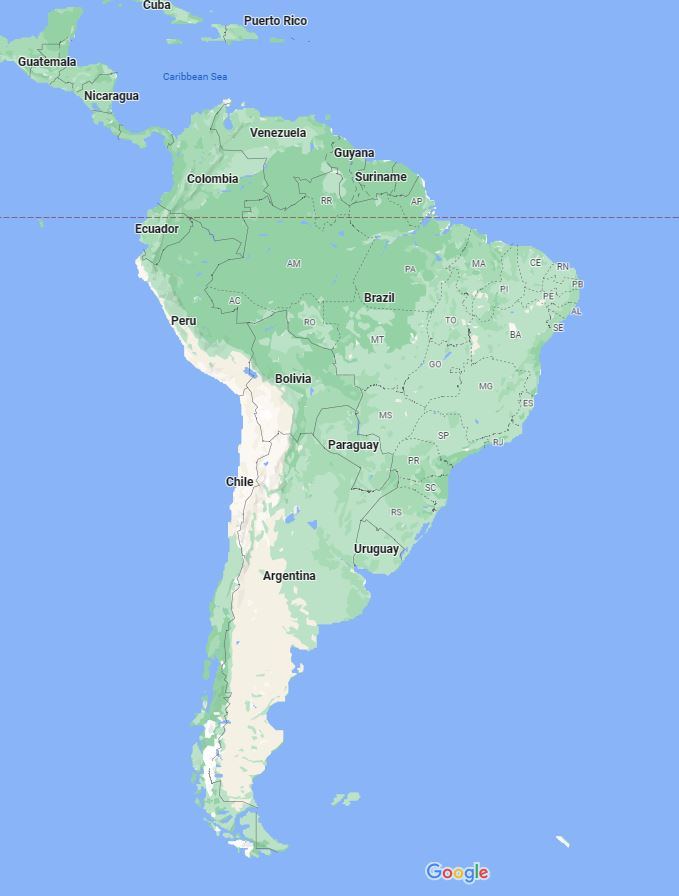 Cuba
Puerto Rico
Guatemala
Caribbean Sea
Nicaragua
Venezuela
Guyana
Suriname
Colombia
RR
AP
Ecuador
AM
PA
MA
CE
RN
PI
PB
PE
AC
Brazil
AL
Peru
RO
TO
SE
BA
MT
GO
Bolivia
MG
ES
MS
SP
RJ
Paraguay
PR
Chile
SC
RS
Uruguay
Argentina
Google